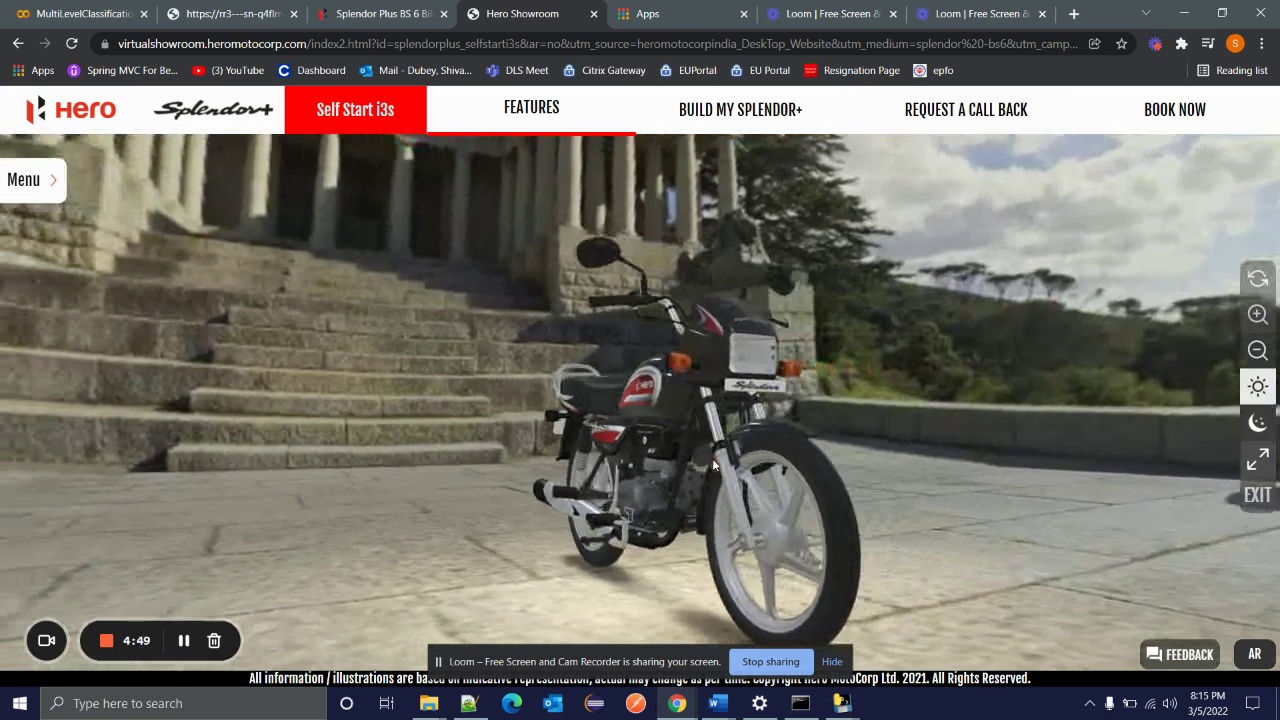 MultiLevelClassificatio
https://rr3---sn-q4flrn
Splendor Plus BS 6 Bik
Hero Showroom
Apps
Loom | Free Screen &
Loom | Free Screen &
virtualshowroom.heromotocorp.com/index2.html?id=splendorplus_selfstarti3s&at=no&utm_source=heromotocorpindia_DeskTop_Website&utm_medium=splendor%20-bs6&utm_camp...
S
Apps
Spring MVC For Be...
(3) YouTube
Dashboard
Mail - Dubey, Shiva...
DLS Meet
Citrix Gateway
EUPortal
EU Portal
Resignation Page
epfo
Reading list
Hero
Splendor+
Self Start i3s
FEATURES
BUILD MY SPLENDOR+
REQUEST A CALL BACK
BOOK NOW
Menu
Splendor
Hero
EXIT
4:49
Loom – Free Screen and Cam Recorder is sharing your screen.
Stop sharing
Hide
FEEDBACK
AR
All information / illustrations are based on indicative representation, actual may change as per time. Copyright Hero MotoCorp Ltd. 2021. All Rights Reserved.
Type here to search
8:15 PM
3/5/2022